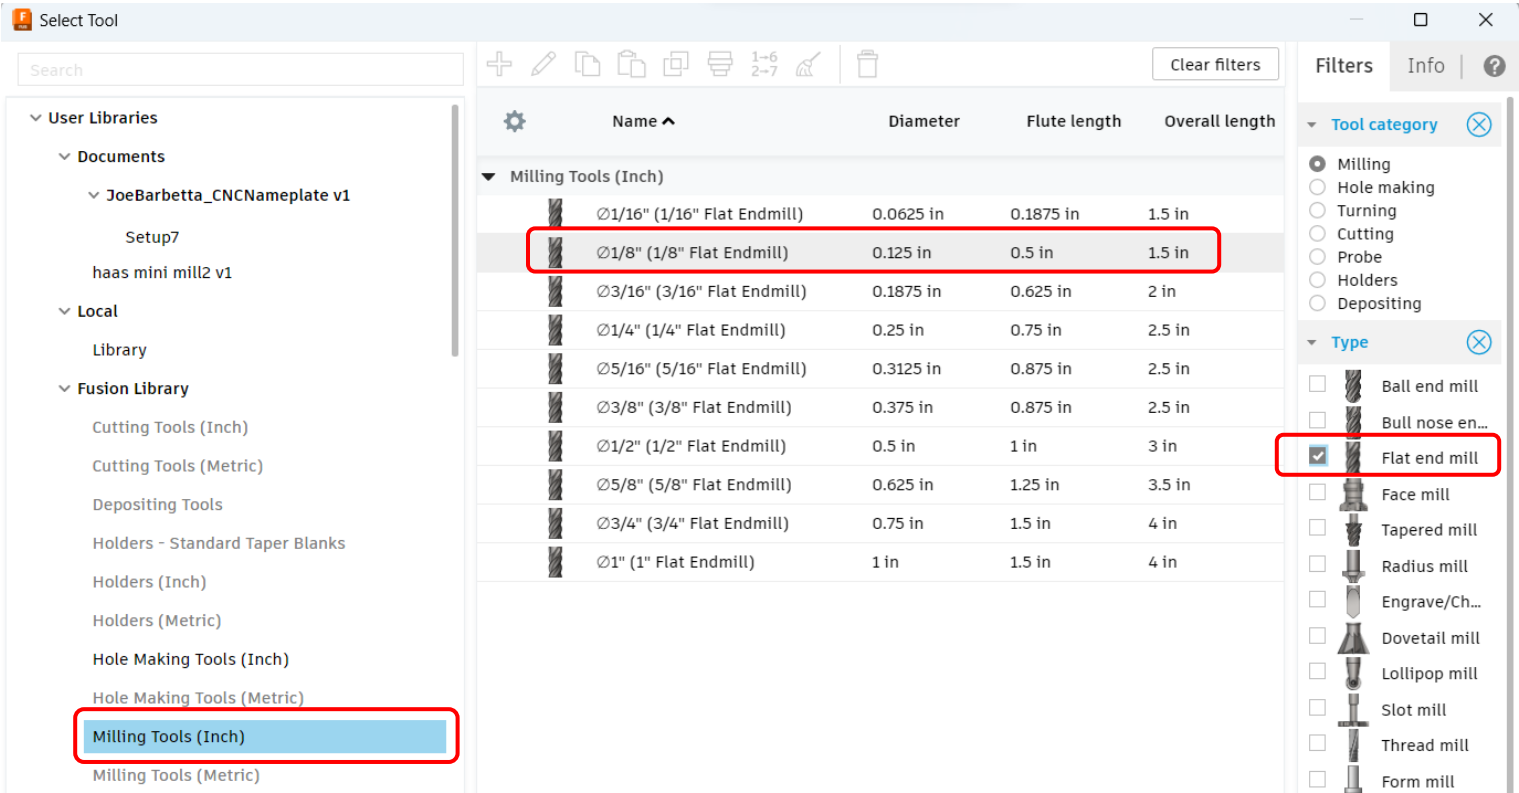 Select Tool
Search
User Libraries
Documents
JoeBarbetta_CNCNameplate v1
Setup7
haas mini mill2 v1
Local
Library
Fusion Library
Cutting Tools (Inch)
Cutting Tools (Metric)
Depositing Tools
Holders - Standard Taper Blanks
Holders (Inch)
Holders (Metric)
Hole Making Tools (Inch)
Hole Making Tools (Metric)
Milling Tools (Inch)
Milling Tools (Metric)
1→6
2→7
Clear filters
Name Diameter Flute length Overall length
Milling Tools (Inch)
∅1/16" (1/16" Flat Endmill) 0.0625 in 0.1875 in 1.5 in
∅1/8" (1/8" Flat Endmill) 0.125 in 0.5 in 1.5 in
∅3/16" (3/16" Flat Endmill) 0.1875 in 0.625 in 2 in
∅1/4" (1/4" Flat Endmill) 0.25 in 0.75 in 2.5 in
∅5/16" (5/16" Flat Endmill) 0.3125 in 0.875 in 2.5 in
∅3/8" (3/8" Flat Endmill) 0.375 in 0.875 in 2.5 in
∅1/2" (1/2" Flat Endmill) 0.5 in 1 in 3 in
∅5/8" (5/8" Flat Endmill) 0.625 in 1.25 in 3.5 in
∅3/4" (3/4" Flat Endmill) 0.75 in 1.5 in 4 in
∅1" (1" Flat Endmill) 1 in 1.5 in 4 in
Filters Info ?
Tool category
Milling
Hole making
Turning
Cutting
Probe
Holders
Depositing
Type
Ball end mill
Bull nose en...
Flat end mill
Face mill
Tapered mill
Radius mill
Engrave/Ch...
Dovetail mill
Lollipop mill
Slot mill
Thread mill
Form mill